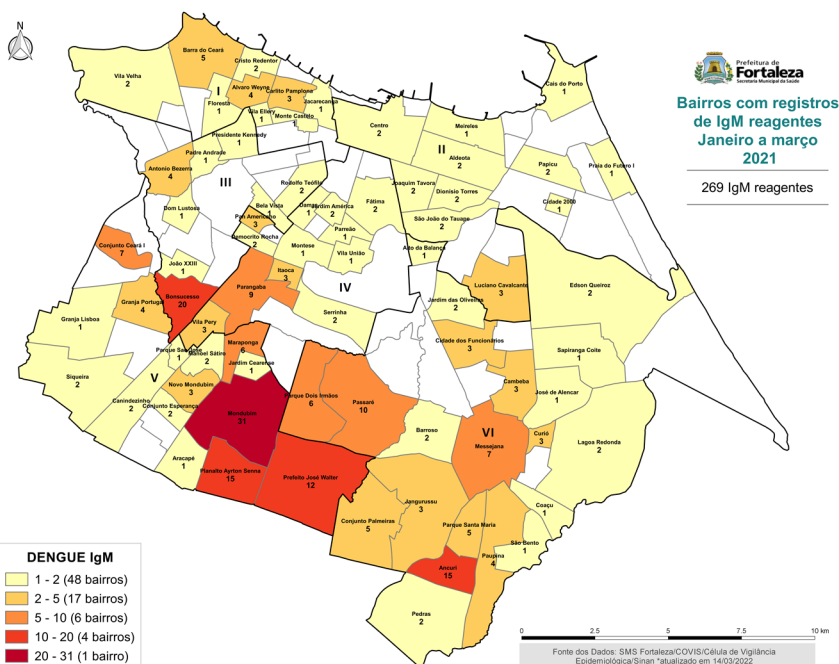 N
Prefeitura de
Fortaleza
Secretaria Municipal da Saúde
Bairros com registros
de IgM reagentes
Janeiro a março
2021
269 IgM reagentes
Barra do Ceará
5
Cristo Redentor
2
Vila Velha
2
I
Floresta
1
Alvaro Weyne
4
Carlito Pamplona
3
Jacarecanga
1
Vila Ellery
1
Monte Castelo
1
Presidente Kennedy
1
Padre Andrade
1
Antonio Bezerra
4
Cais do Porto
1
Centro
2
Meireles
1
II
Aldeota
2
Papicu
2
Praia do Futuro I
1
Joaquim Tavora
2
Dionisio Torres
2
Cidade 2000
1
São João do Tauape
2
Alto da Balança
1
III
Rodolfo Teófilo
2
Fátima
2
Bela Vista
1
Damas
1
Jardim América
2
Pan Americano
3
Dom Lustosa
1
Democrito Rocha
2
Parreão
1
Montese
1
Vila União
1
Conjunto Ceará I
7
João XXIII
1
Itaoca
3
Parangaba
9
IV
Bonsucesso
20
Granja Portugal
4
Granja Lisboa
1
Vila Pery
3
Serrinha
2
Luciano Cavalcante
3
Edson Queiroz
2
Jardim das Oliveiras
2
Cidade dos Funcionários
3
Sapiranga Coite
1
Maraponga
6
Manoel Sátiro
2
1
Jardim Cearense
1
Siqueira
2
V
Novo Mondubim
3
Canindezinho
2
Conjunto Esperança
2
Mondubim
31
Parque Dois Irmãos
6
Passaré
10
Cambeba
3
José de Alencar
1
Barroso
2
VI
Messejana
7
Curió
3
Lagoa Redonda
2
Aracapé
1
Planalto Ayrton Senna
15
Prefeito José Walter
12
Jangurussu
3
Conjunto Palmeiras
5
Parque Santa Maria
5
Coaçu
1
São Bento
1
Paupina
4
Ancuri
15
Pedras
2
DENGUE IgM
1 - 2 (48 bairros)
2 - 5 (17 bairros)
5 - 10 (6 bairros)
10 - 20 (4 bairros)
20 - 31 (1 bairro)
0 2.5 5 7.5 10 km
Fonte dos Dados: SMS Fortaleza/COVIS/Célula de Vigilância
Epidemiológica/Sinan *atualizado em 14/03/2022